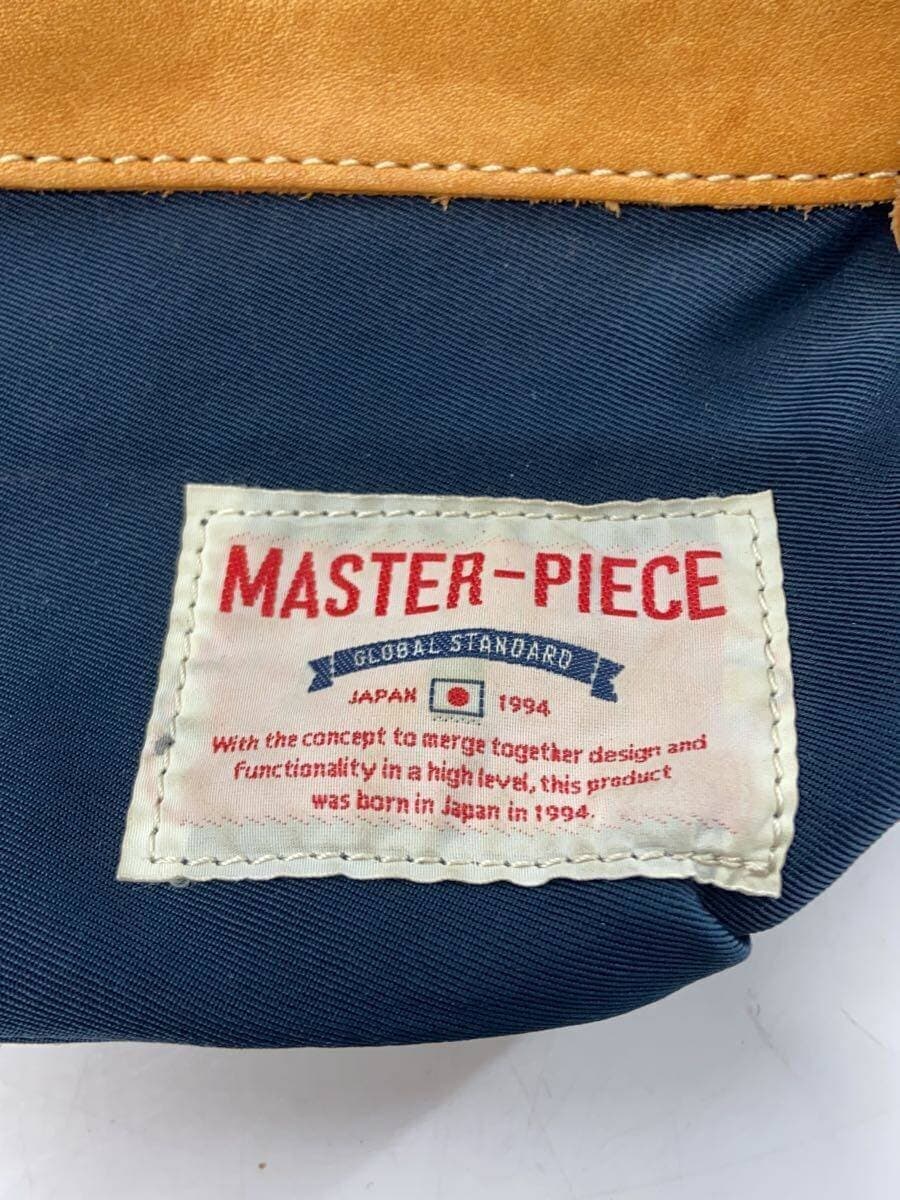 MASTER-PIECE
GLOBAL STANDARD
JAPAN 1994
With the concept to merge together design and
functionality in a high level, this product
was born in Japan in 1994.